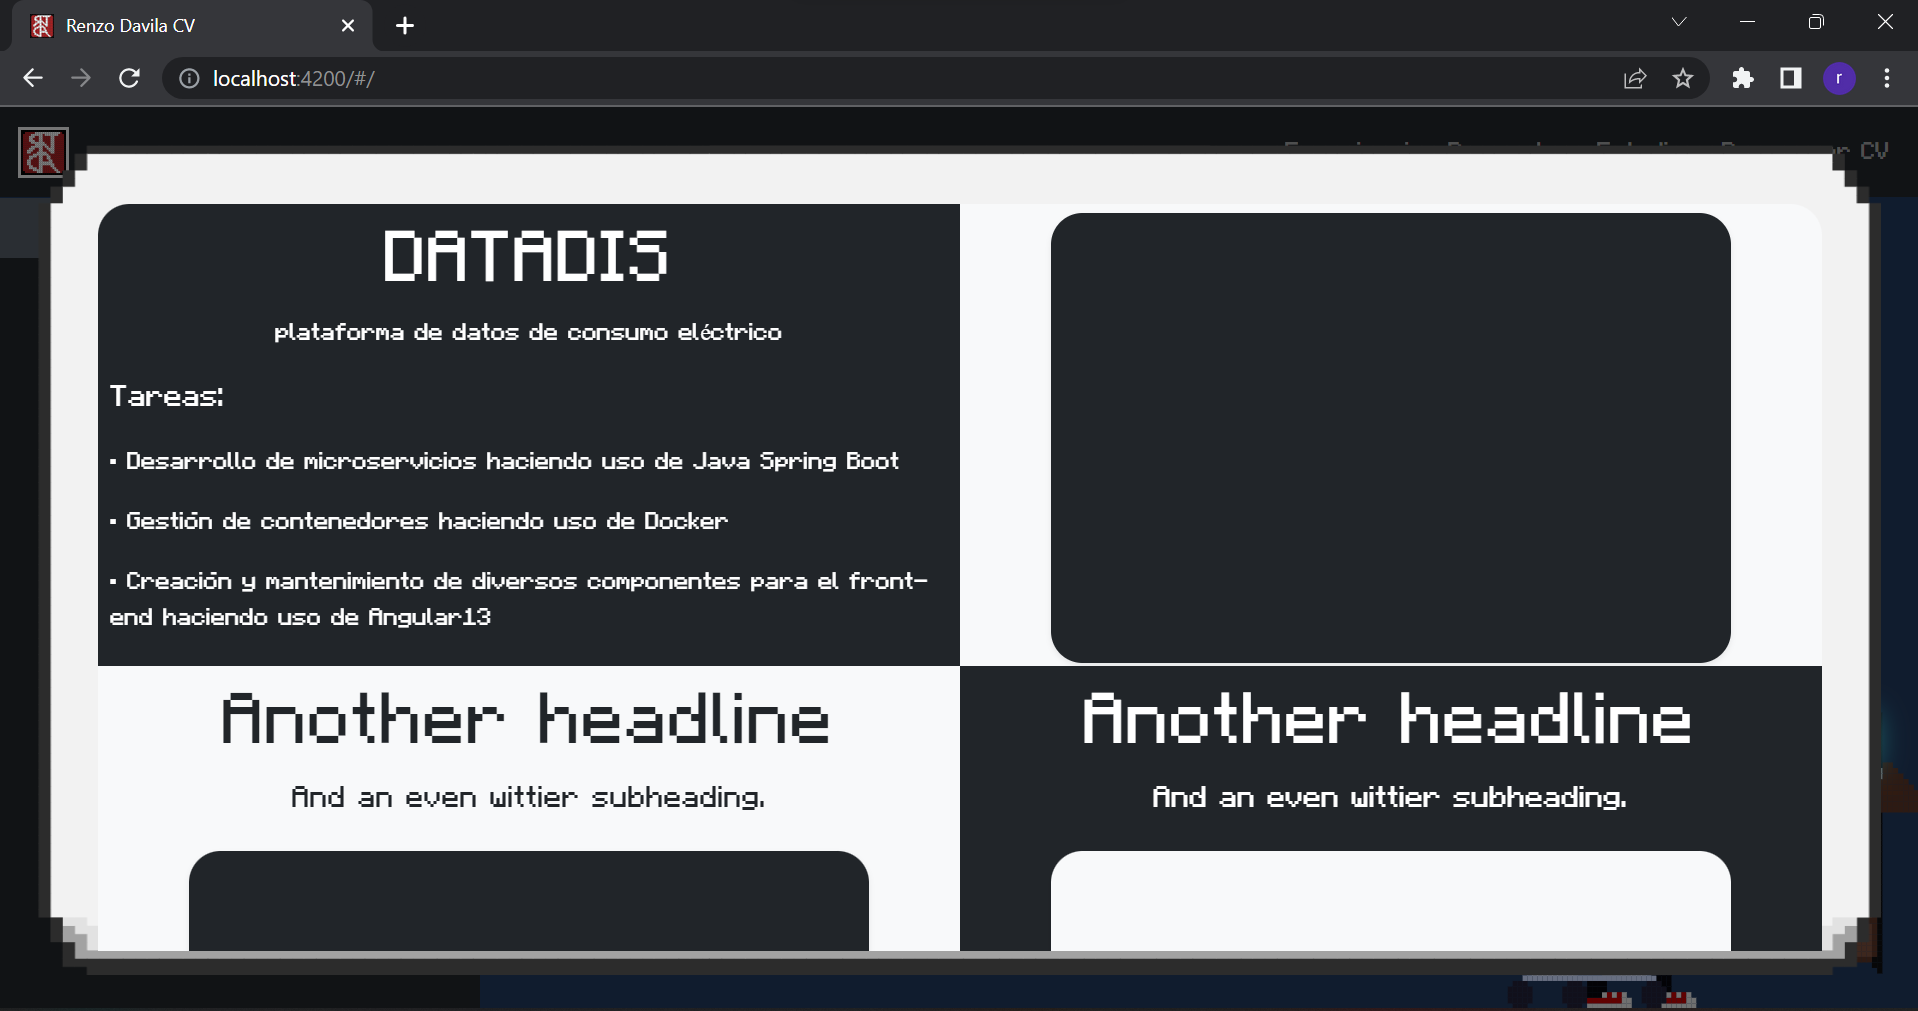 Renzo Davila CV
localhost:4200/#/
r
CV
DATADIS
plataforma de datos de consumo eléctrico
Tareas:
• Desarrollo de microservicios haciendo uso de Java Spring Boot
• Gestión de contenedores haciendo uso de Docker
• Creación y mantenimiento de diversos componentes para el front-
end haciendo uso de Angular13
Another headline
And an even wittier subheading.
Another headline
And an even wittier subheading.